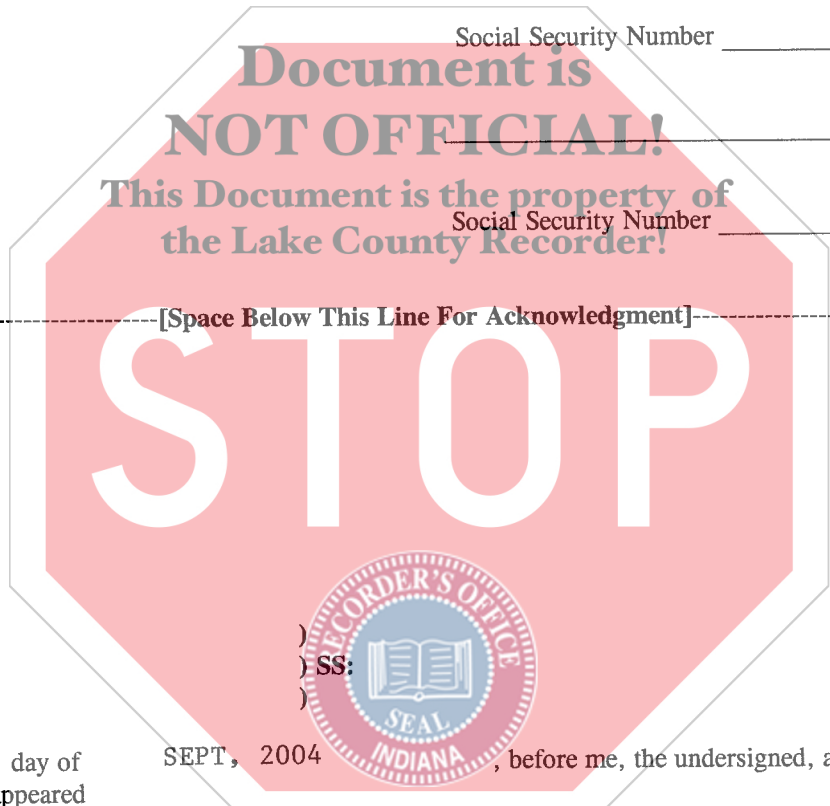 Social Security Number
Document is
NOT OFFICIAL!
This Document is the property of
Social Security Number
the Lake County Recorder!
[Space Below This Line For Acknowledgment]
STOP
)
) SS:
)
RECORDER'S OFFICE
SEAL
INDIANA
day of SEPT, 2004 , before me, the undersigned, a
ppeared